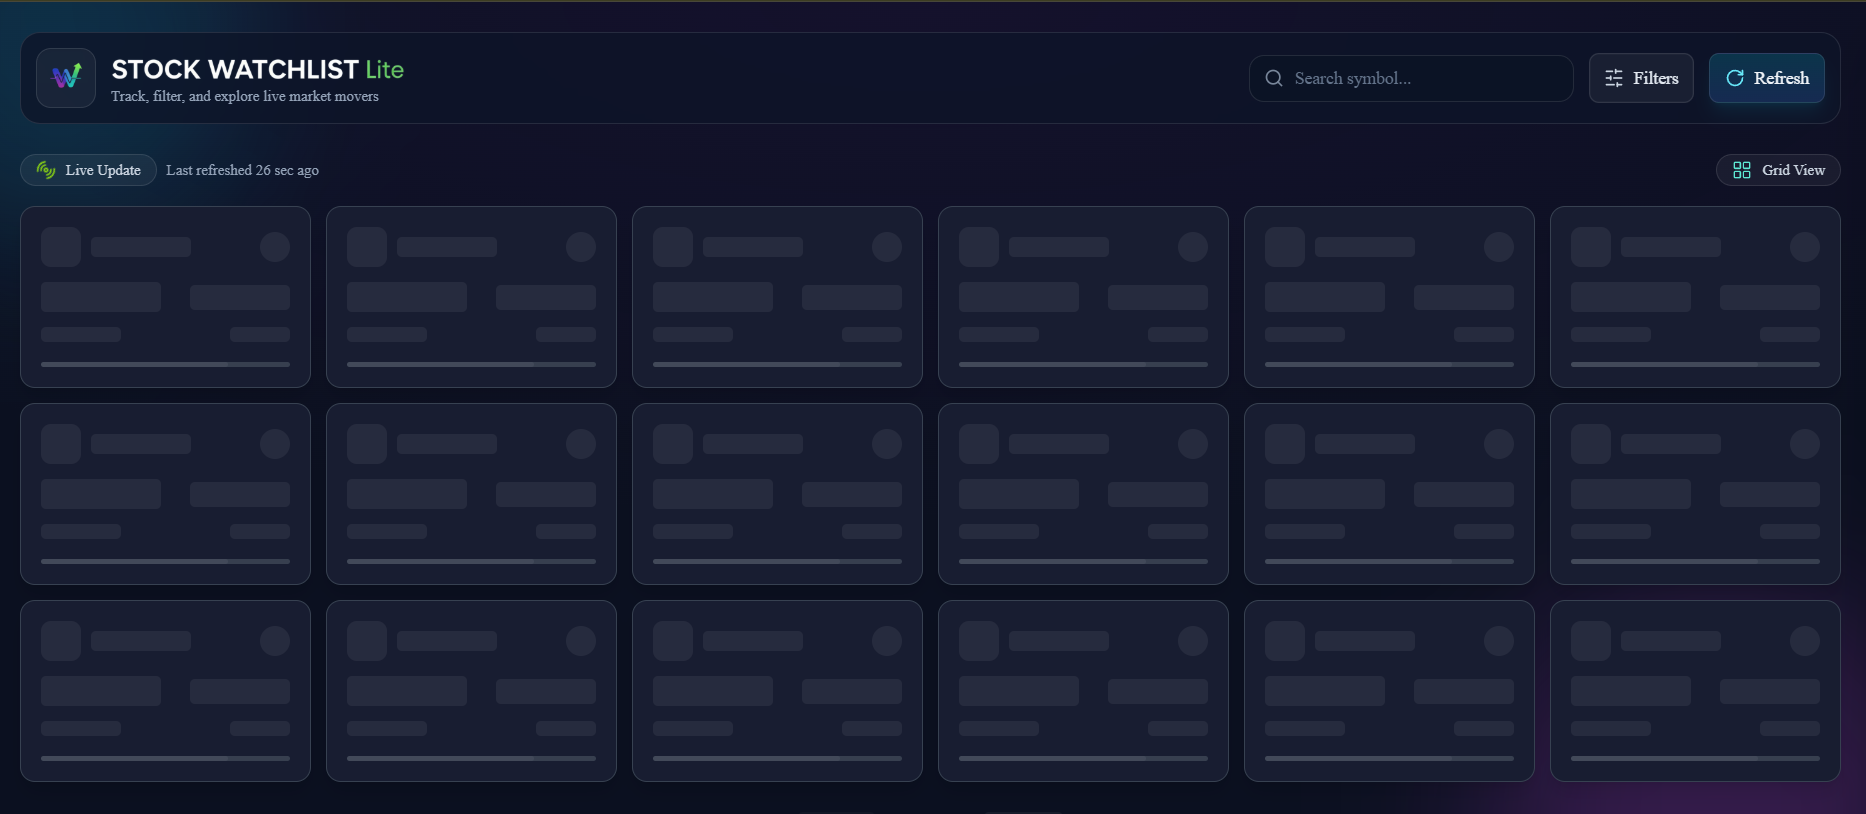 STOCK WATCHLIST Lite
Track, filter, and explore live market movers
Search symbol...
Filters
Refresh
Live Update
Last refreshed 26 sec ago
Grid View